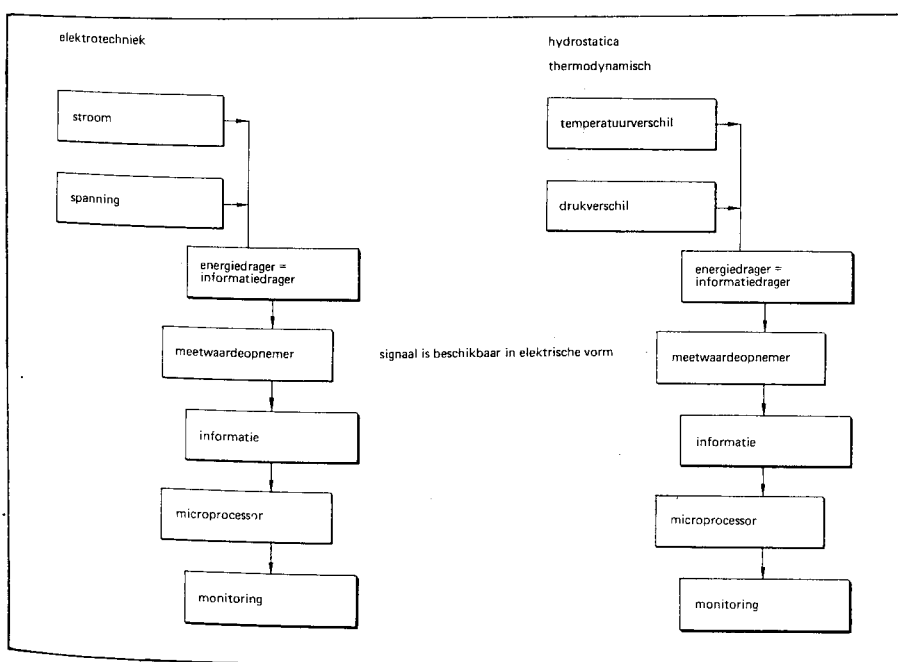 elektrotechniek
stroom
spanning
energiedrager =
informatiedrager
meetwaardeopnemer
informatie
microprocessor
monitoring
signaal is beschikbaar in elektrische vorm
hydrostatica
thermodynamisch
temperatuurverschil
drukverschil
energiedrager =
informatiedrager
meetwaardeopnemer
informatie
microprocessor
monitoring